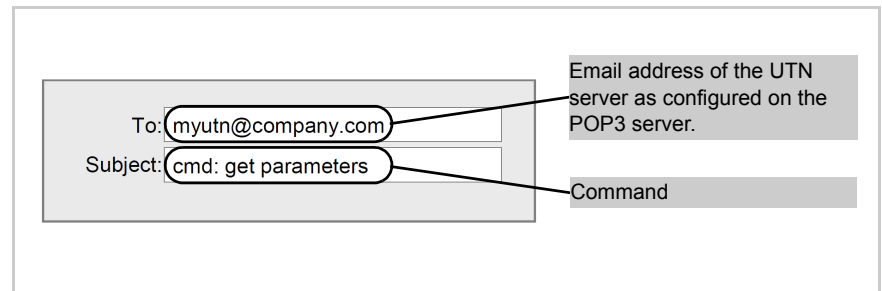 To: myutn@company.com
Subject: cmd: get parameters
Email address of the UTN
server as configured on the
POP3 server.
Command